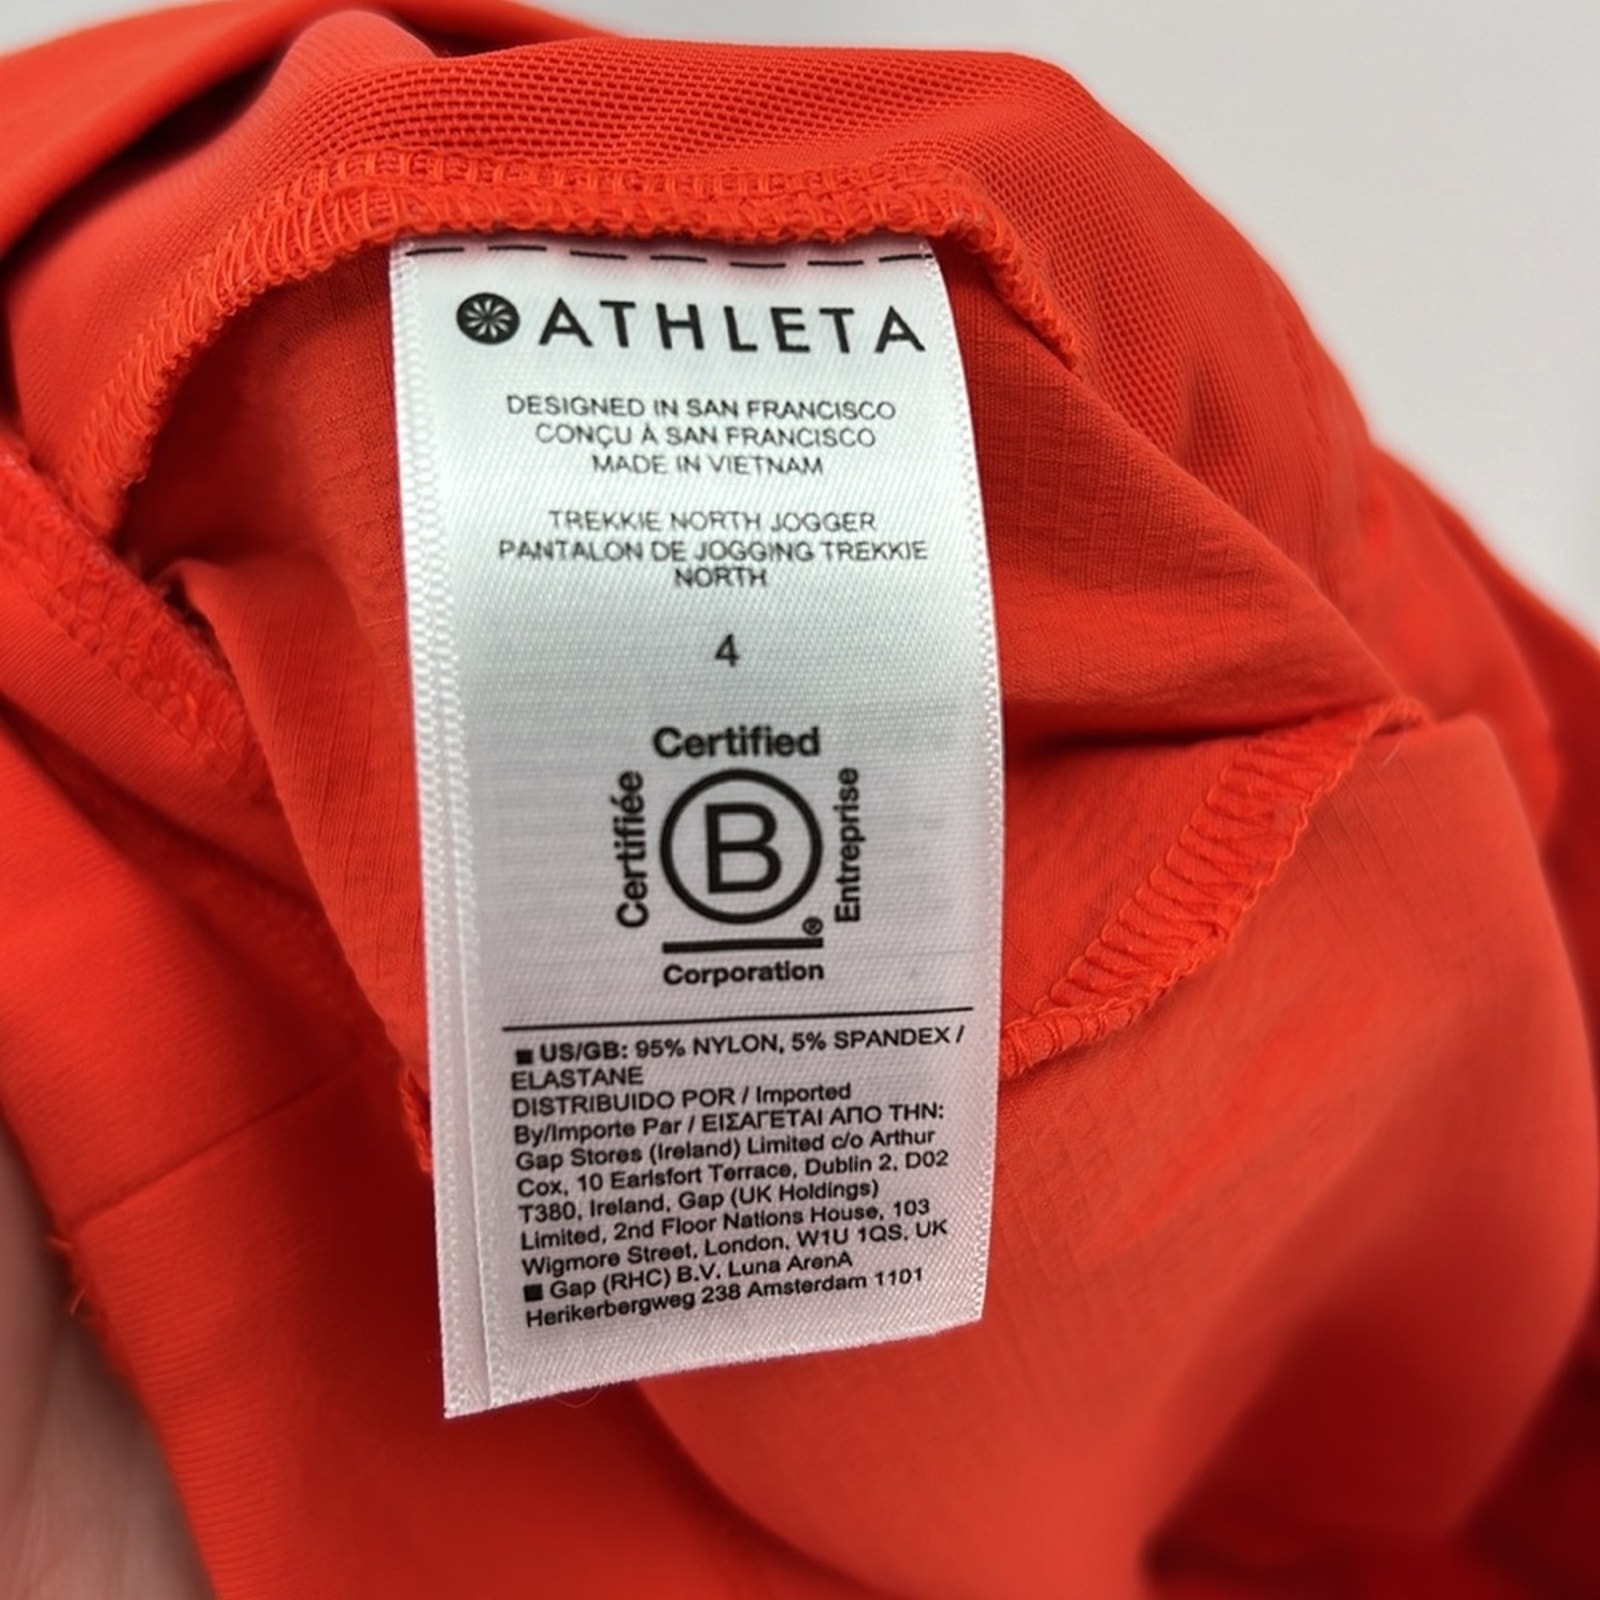 ATHLETA
DESIGNED IN SAN FRANCISCO
CONÇU À SAN FRANCISCO
MADE IN VIETNAM
TREKKIE NORTH JOGGER
PANTALON DE JOGGING TREKKIE
NORTH
4
Certified
Certifiée
B
Entreprise
®
Corporation
■ US/GB: 95% NYLON, 5% SPANDEX /
ELASTANE
DISTRIBUIDO POR / Imported
By/Importe Par / ΕΙΣΑΓΕΤΑΙ ΑΠΟ ΤΗΝ:
Gap Stores (Ireland) Limited c/o Arthur
Cox, 10 Earlsfort Terrace, Dublin 2, D02
T380, Ireland, Gap (UK Holdings)
Limited, 2nd Floor Nations House, 103
Wigmore Street, London, W1U 1QS, UK
■ Gap (RHC) B.V. Luna ArenA
Herikerbergweg 238 Amsterdam 1101